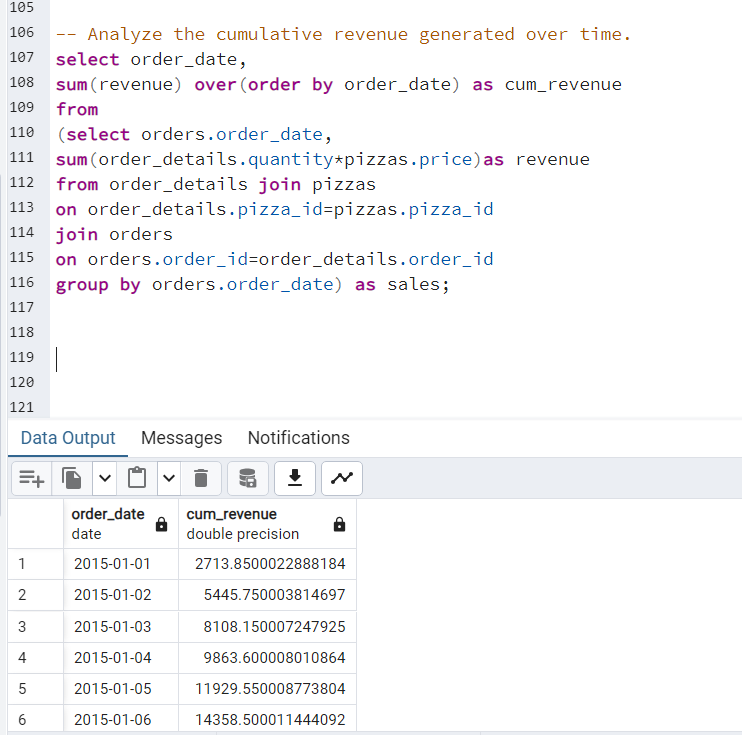 105
106 -- Analyze the cumulative revenue generated over time.
107 select order_date,
108 sum(revenue) over(order by order_date) as cum_revenue
109 from
110 (select orders.order_date,
111 sum(order_details.quantity*pizzas.price)as revenue
112 from order_details join pizzas
113 on order_details.pizza_id=pizzas.pizza_id
114 join orders
115 on orders.order_id=order_details.order_id
116 group by orders.order_date) as sales;
117
118
119
120
121
Data Output Messages Notifications
order_date cum_revenue
date double precision
1 2015-01-01 2713.8500022888184
2 2015-01-02 5445.750003814697
3 2015-01-03 8108.150007247925
4 2015-01-04 9863.600008010864
5 2015-01-05 11929.550008773804
6 2015-01-06 14358.500011444092